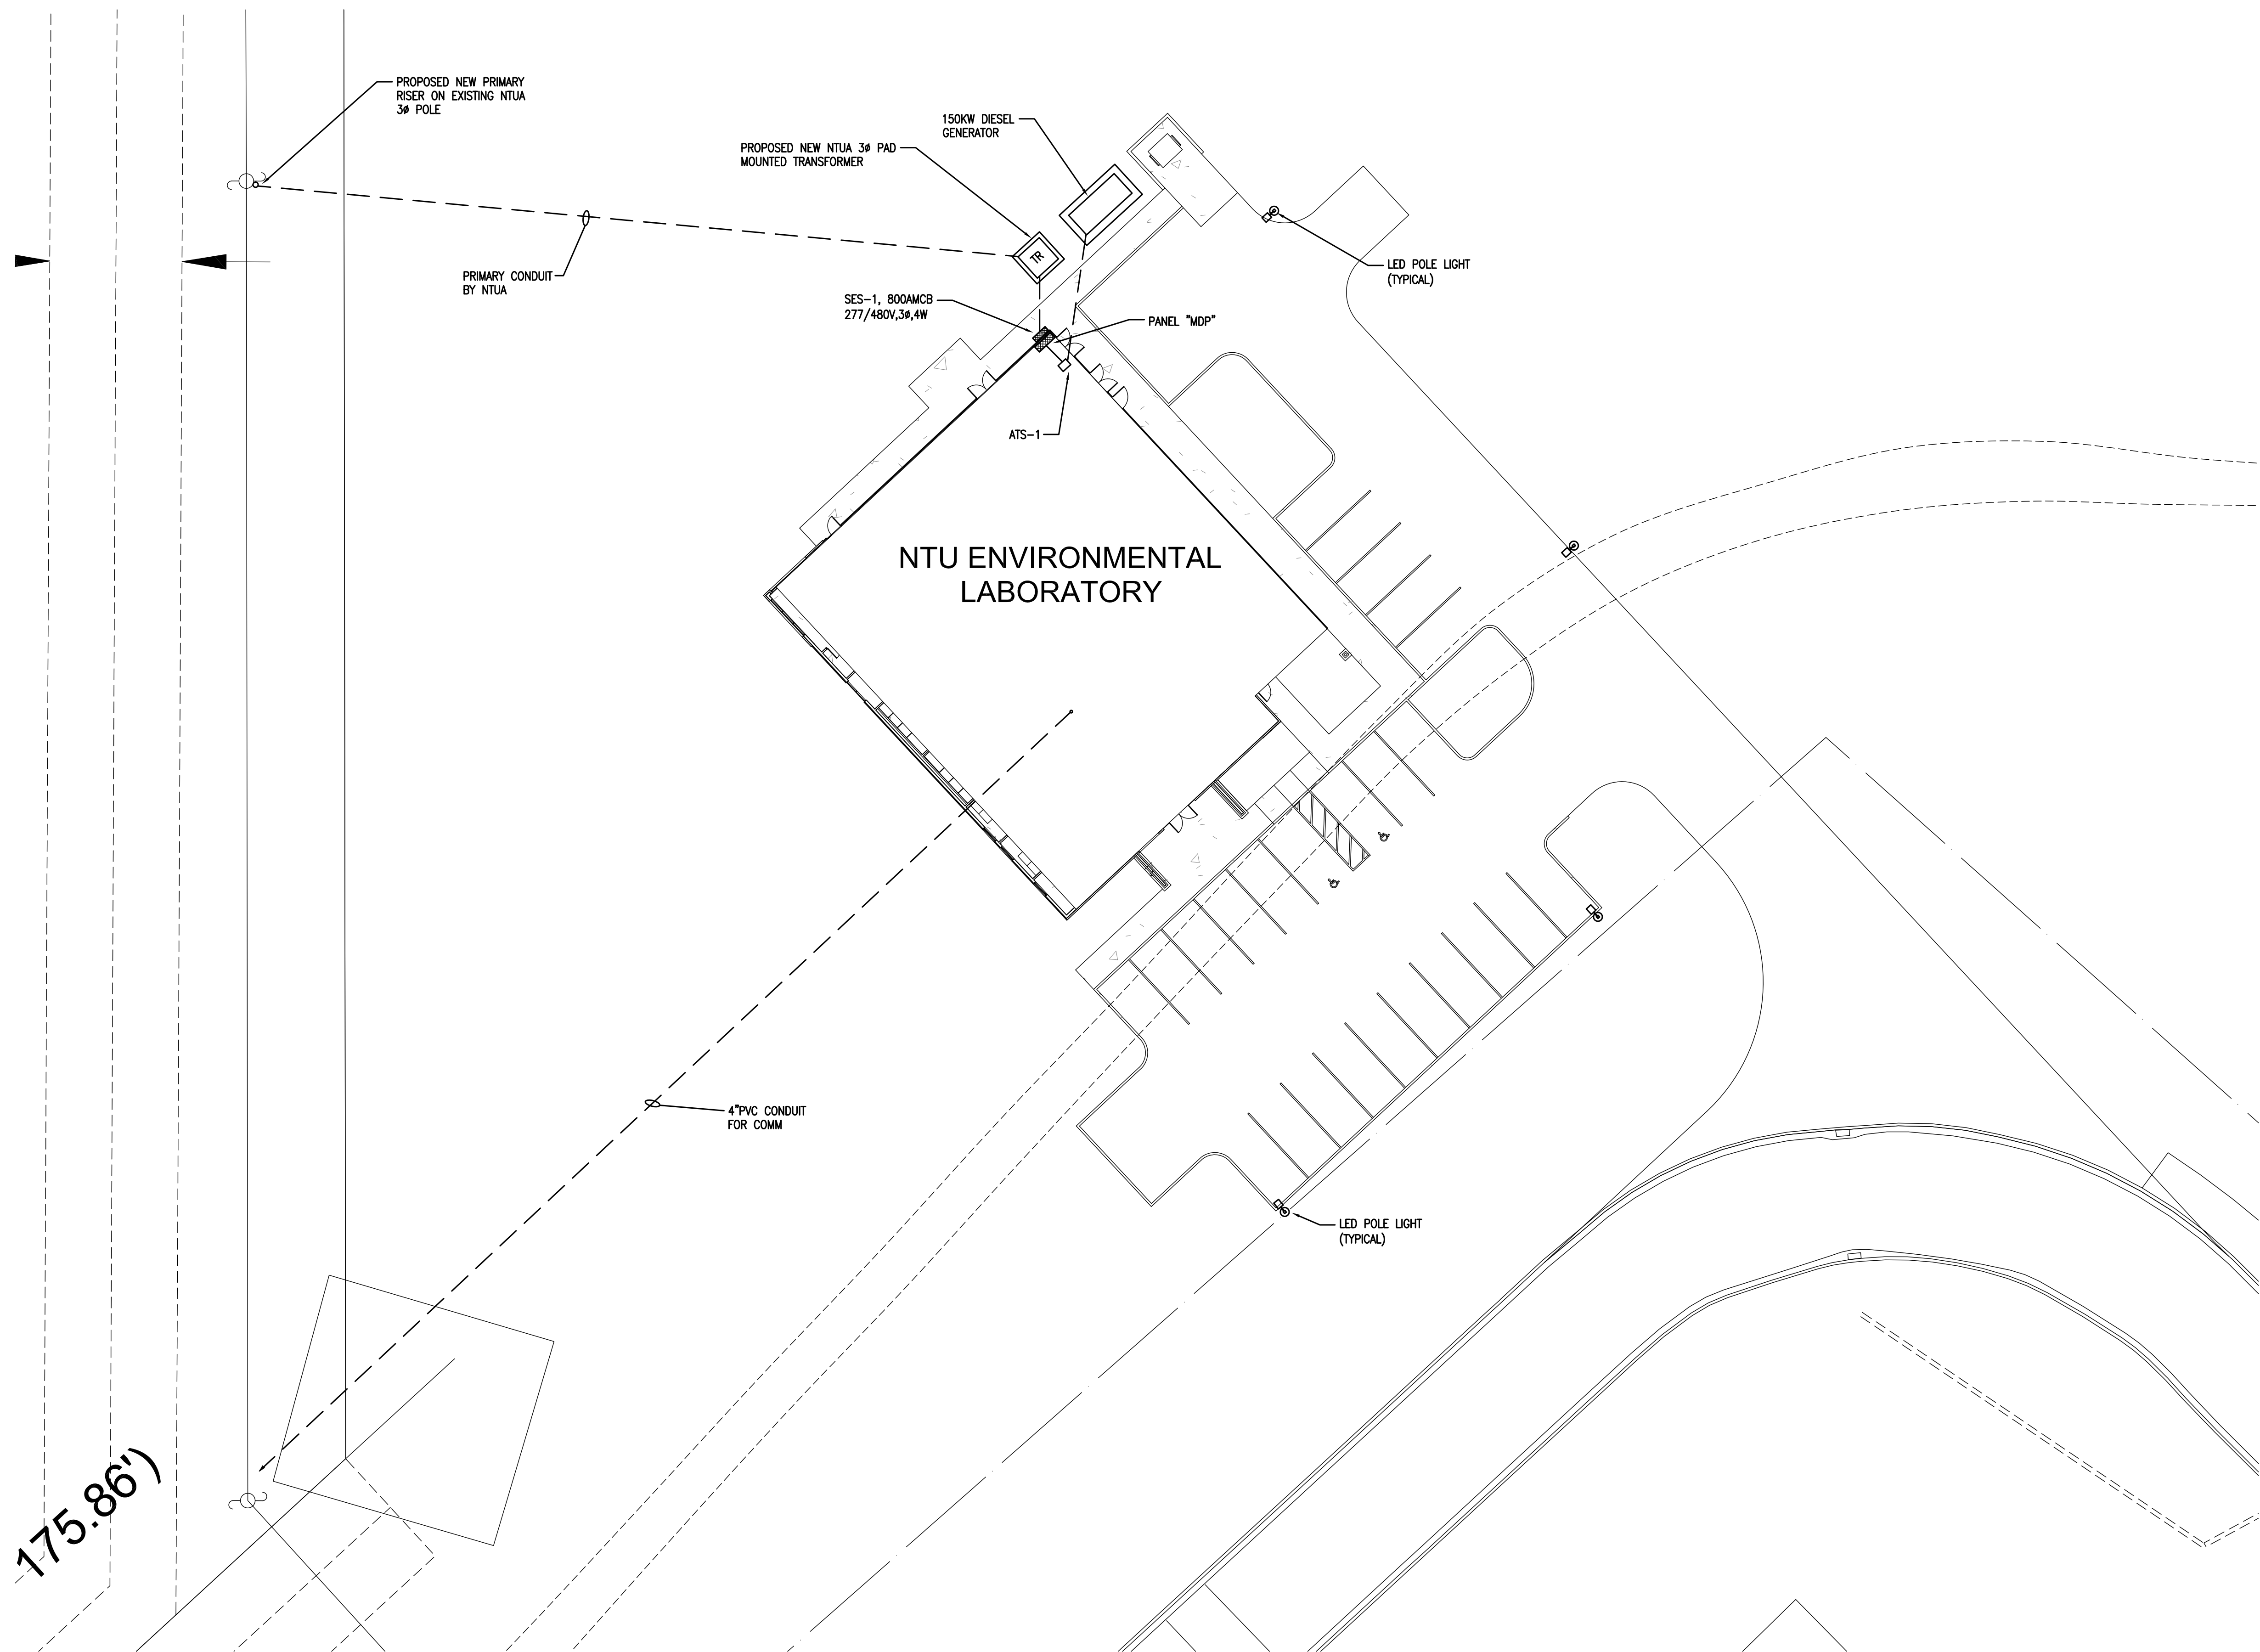 PROPOSED NEW PRIMARY
RISER ON EXISTING NTUA
3ø POLE
150KW DIESEL
GENERATOR
PROPOSED NEW NTUA 3ø PAD
MOUNTED TRANSFORMER
TR
PRIMARY CONDUIT
BY NTUA
LED POLE LIGHT
(TYPICAL)
SES-1, 800AMCB
277/480V,3ø,4W
PANEL "MDP"
ATS-1
NTU ENVIRONMENTAL
LABORATORY
4"PVC CONDUIT
FOR COMM
LED POLE LIGHT
(TYPICAL)
175.86')